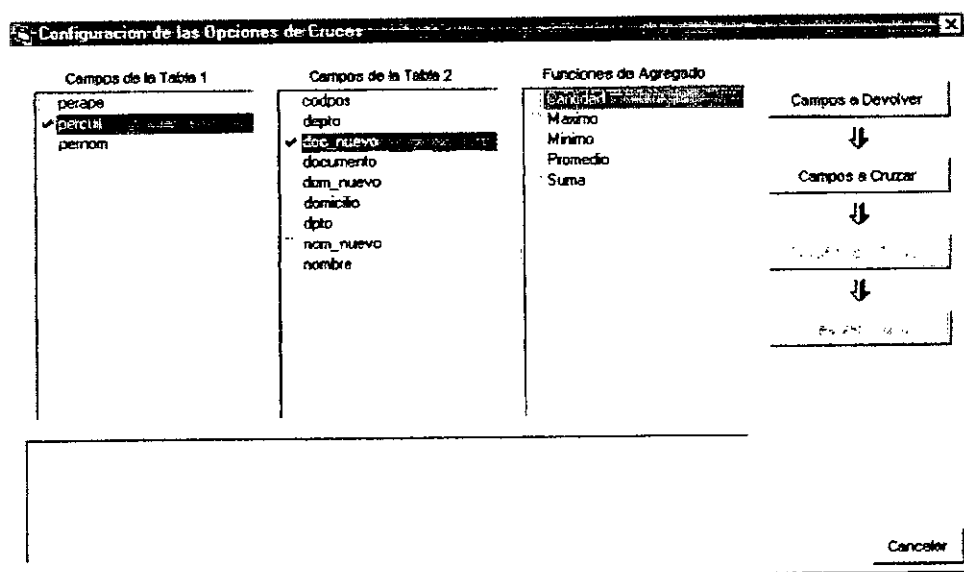 Configuracion de las Opciones de Cruces
Campos de la Tabla 1
perape
percuil
pernom
Campos de la Tabla 2
codpos
depto
doc_nuevo
documento
dom_nuevo
domicilio
dpto
nom_nuevo
nombre
Funciones de Agregado
Cantidad
Maximo
Minimo
Promedio
Suma
Campos a Devolver
Campos a Cruzar
Cancelar